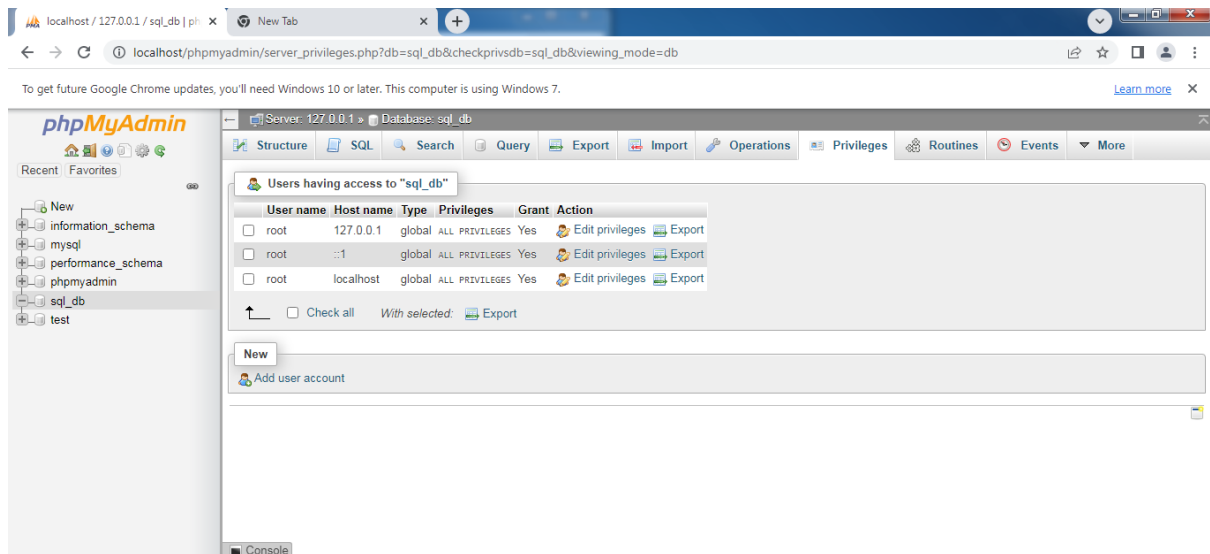 localhost / 127.0.0.1 / sql_db | ph
New Tab
localhost/phpmyadmin/server_privileges.php?db=sql_db&checkprivsdb=sql_db&viewing_mode=db
To get future Google Chrome updates, you'll need Windows 10 or later. This computer is using Windows 7.
Learn more
phpMyAdmin
Recent Favorites
New
information_schema
mysql
performance_schema
phpmyadmin
sql_db
test
Server: 127.0.0.1 » Database: sql_db
Structure SQL Search Query Export Import Operations Privileges Routines Events More
Users having access to "sql_db"
User name Host name Type Privileges Grant Action
root 127.0.0.1 global ALL PRIVILEGES Yes Edit privileges Export
root ::1 global ALL PRIVILEGES Yes Edit privileges Export
root localhost global ALL PRIVILEGES Yes Edit privileges Export
Check all With selected: Export
New
Add user account
Console